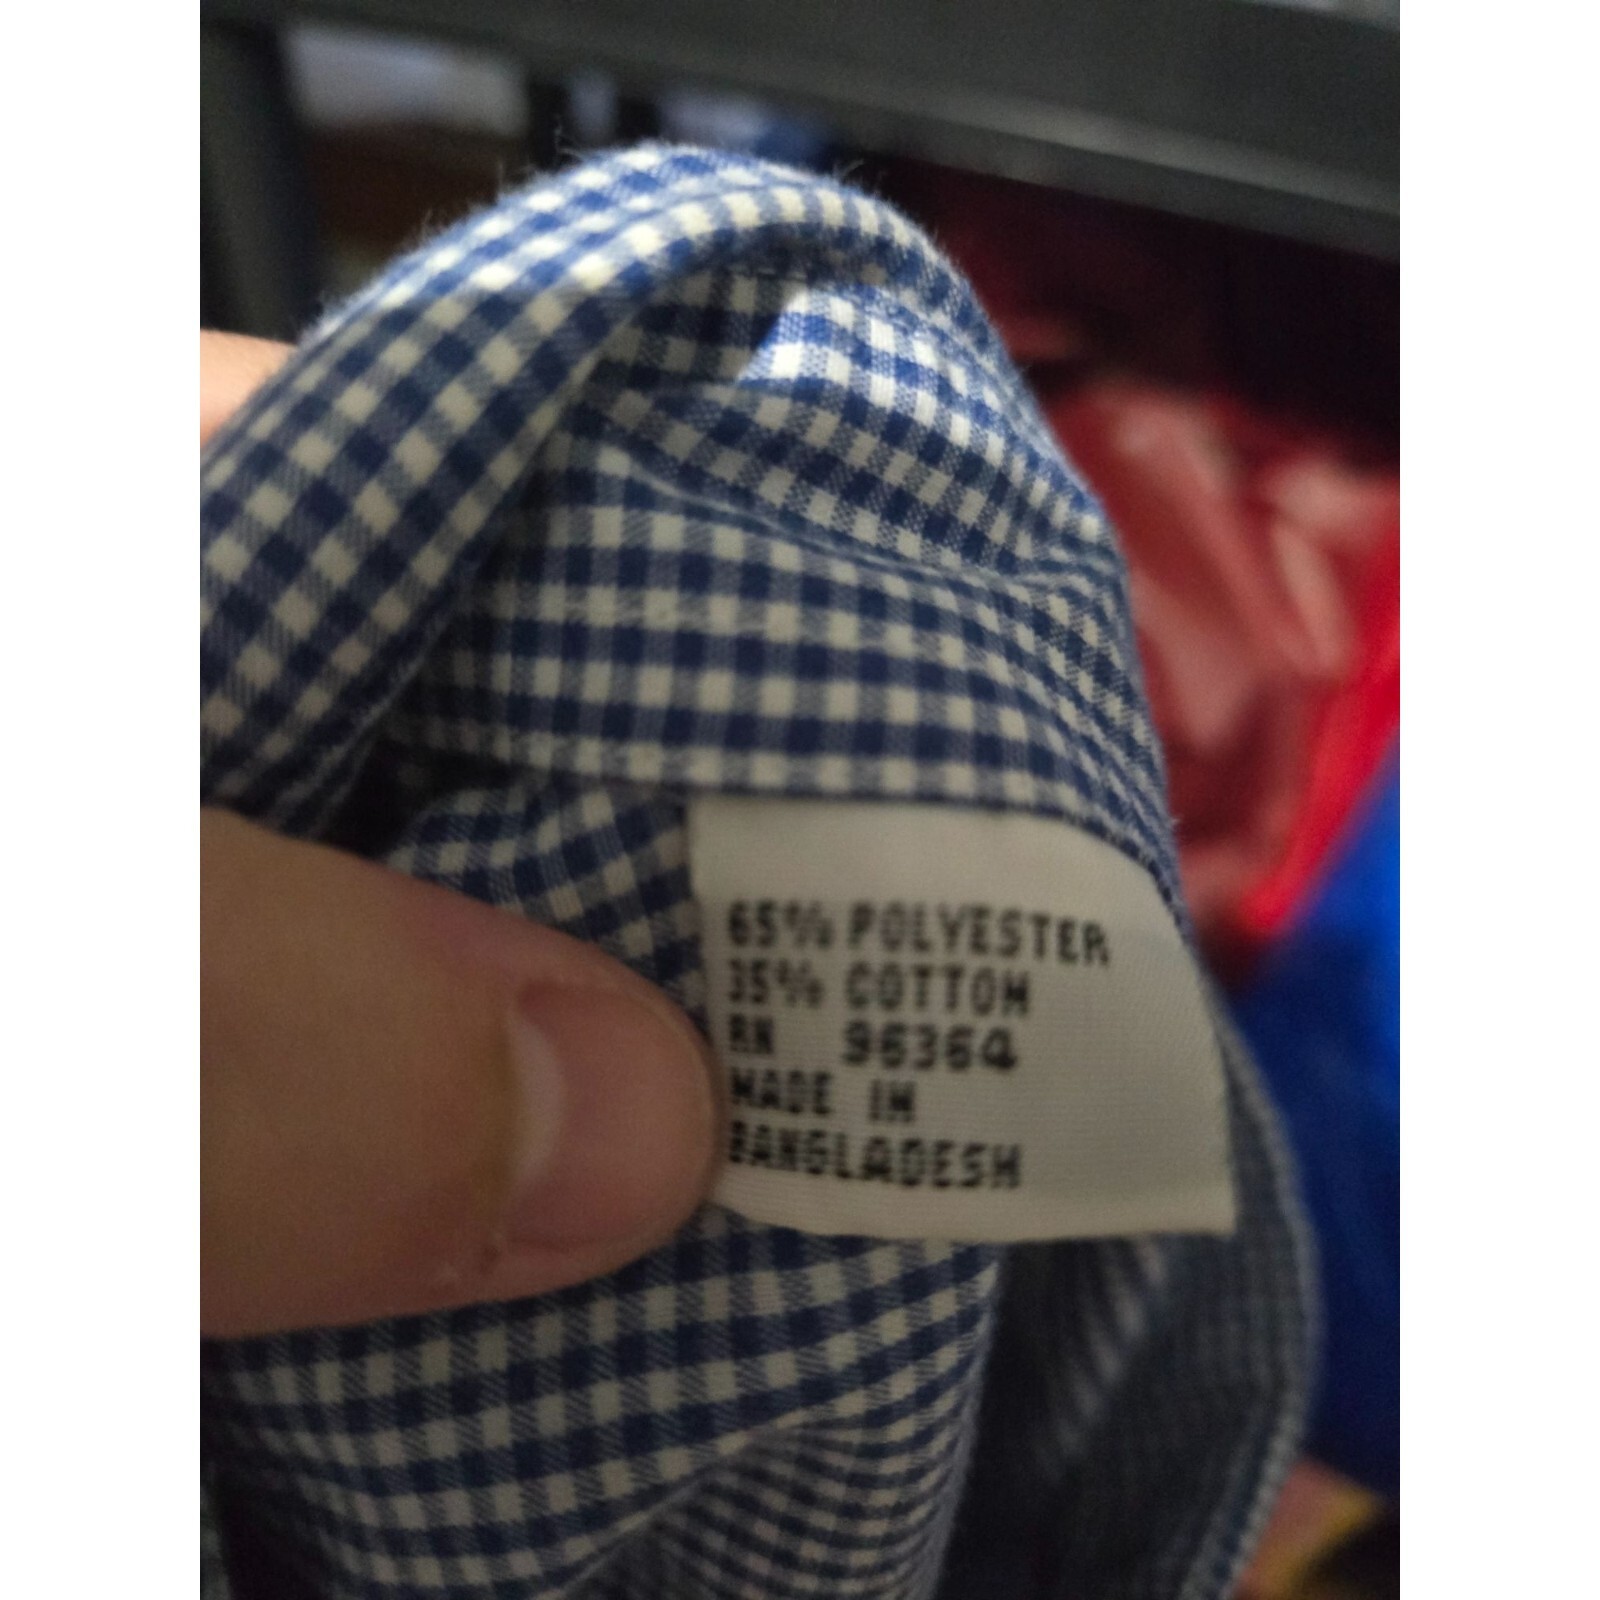 65% POLYESTER
35% COTTON
RN 96364
MADE IN
BANGLADESH